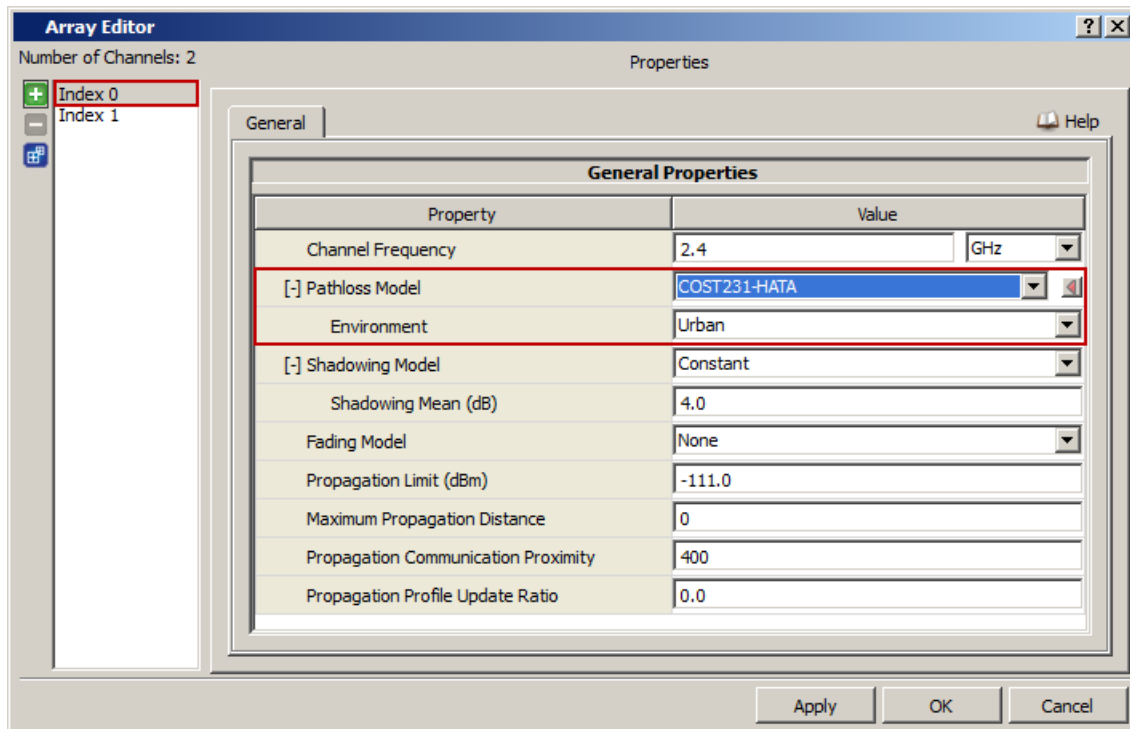 Array Editor
Number of Channels: 2
Properties
Index 0
Index 1
General
Help
General Properties
Property Value
Channel Frequency 2.4 GHz
[-] Pathloss Model COST231-HATA
Environment Urban
[-] Shadowing Model Constant
Shadowing Mean (dB) 4.0
Fading Model None
Propagation Limit (dBm) -111.0
Maximum Propagation Distance 0
Propagation Communication Proximity 400
Propagation Profile Update Ratio 0.0
Apply OK Cancel